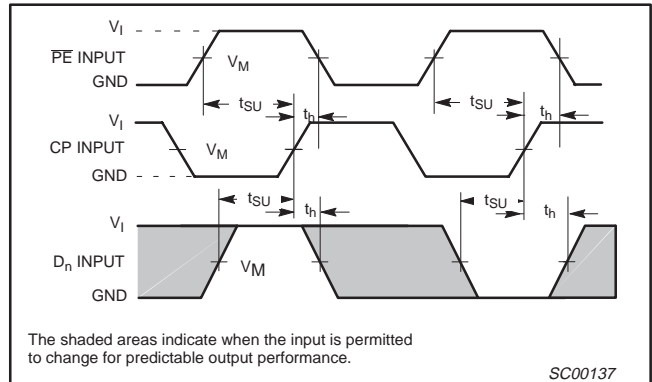 V_I
PE INPUT
V_M
GND
t_SU
t_SU
t_h
t_h
V_I
CP INPUT
V_M
GND
t_SU
t_h
t_SU
t_h
V_I
D_n INPUT
V_M
GND
The shaded areas indicate when the input is permitted
to change for predictable output performance.
SC00137